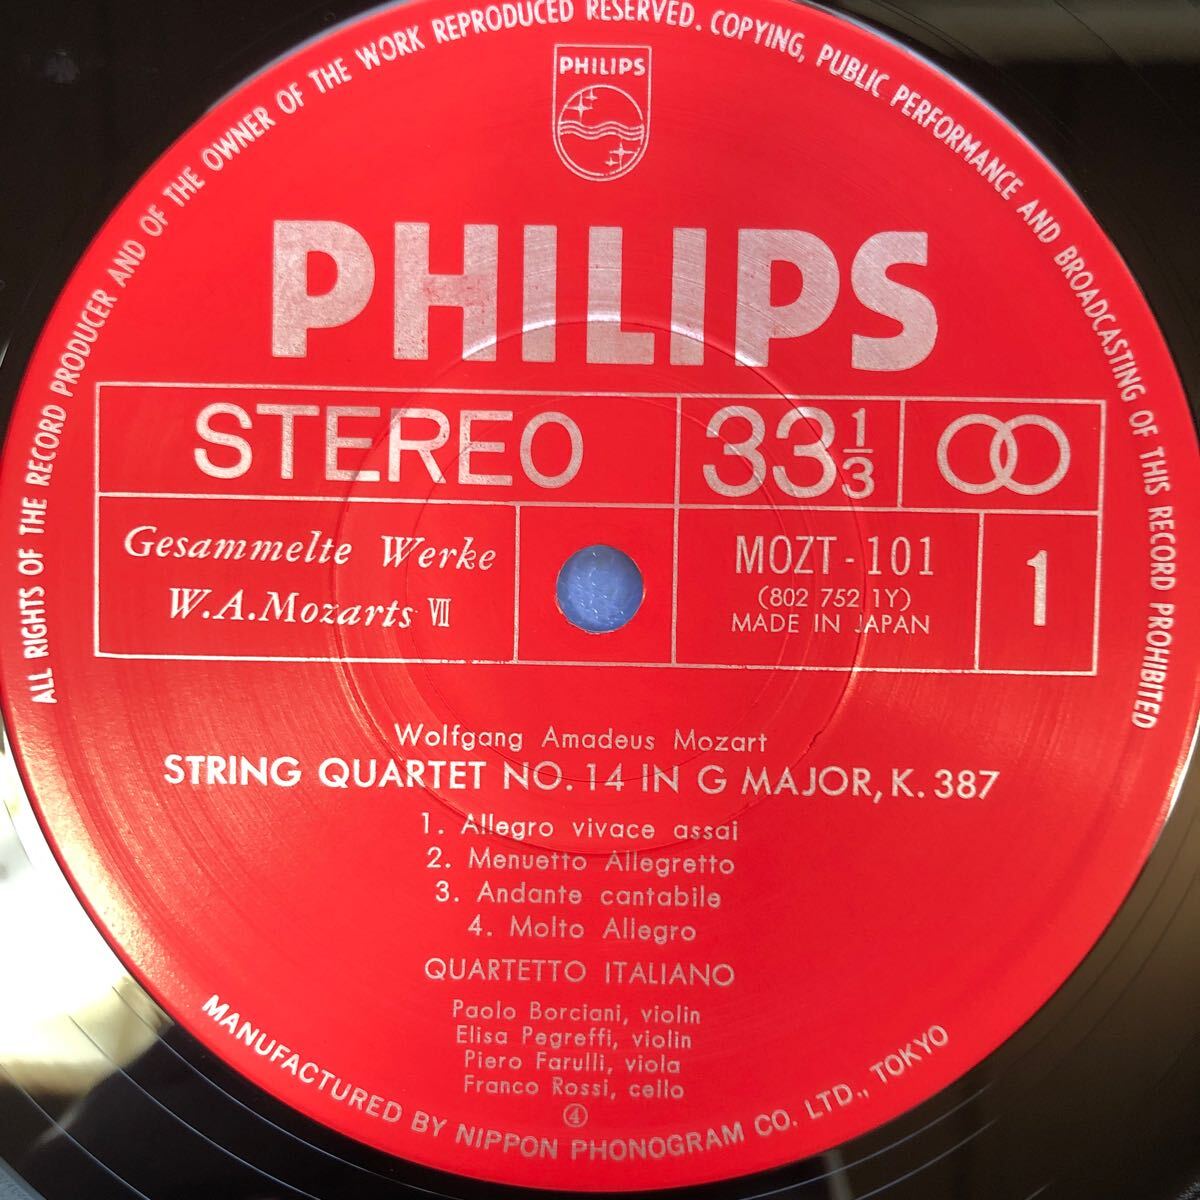 ALL RIGHTS OF THE RECORD PRODUCER AND OF THE OWNER OF THE WORK REPRODUCED RESERVED. COPYING, PUBLIC PERFORMANCE AND BROADCASTING OF THIS RECORD PROHIBITED
PHILIPS
PHILIPS
STEREO
33 1/3
Gesammelte Werke
W.A.Mozarts VII
MOZT-101
(802 752 1Y)
MADE IN JAPAN
1
Wolfgang Amadeus Mozart
STRING QUARTET NO. 14 IN G MAJOR, K. 387
1. Allegro vivace assai
2. Menuetto Allegretto
3. Andante cantabile
4. Molto Allegro
QUARTETTO ITALIANO
Paolo Borciani, violin
Elisa Pegreffi, violin
Piero Farulli, viola
Franco Rossi, cello
④
MANUFACTURED BY NIPPON PHONOGRAM CO. LTD., TOKYO